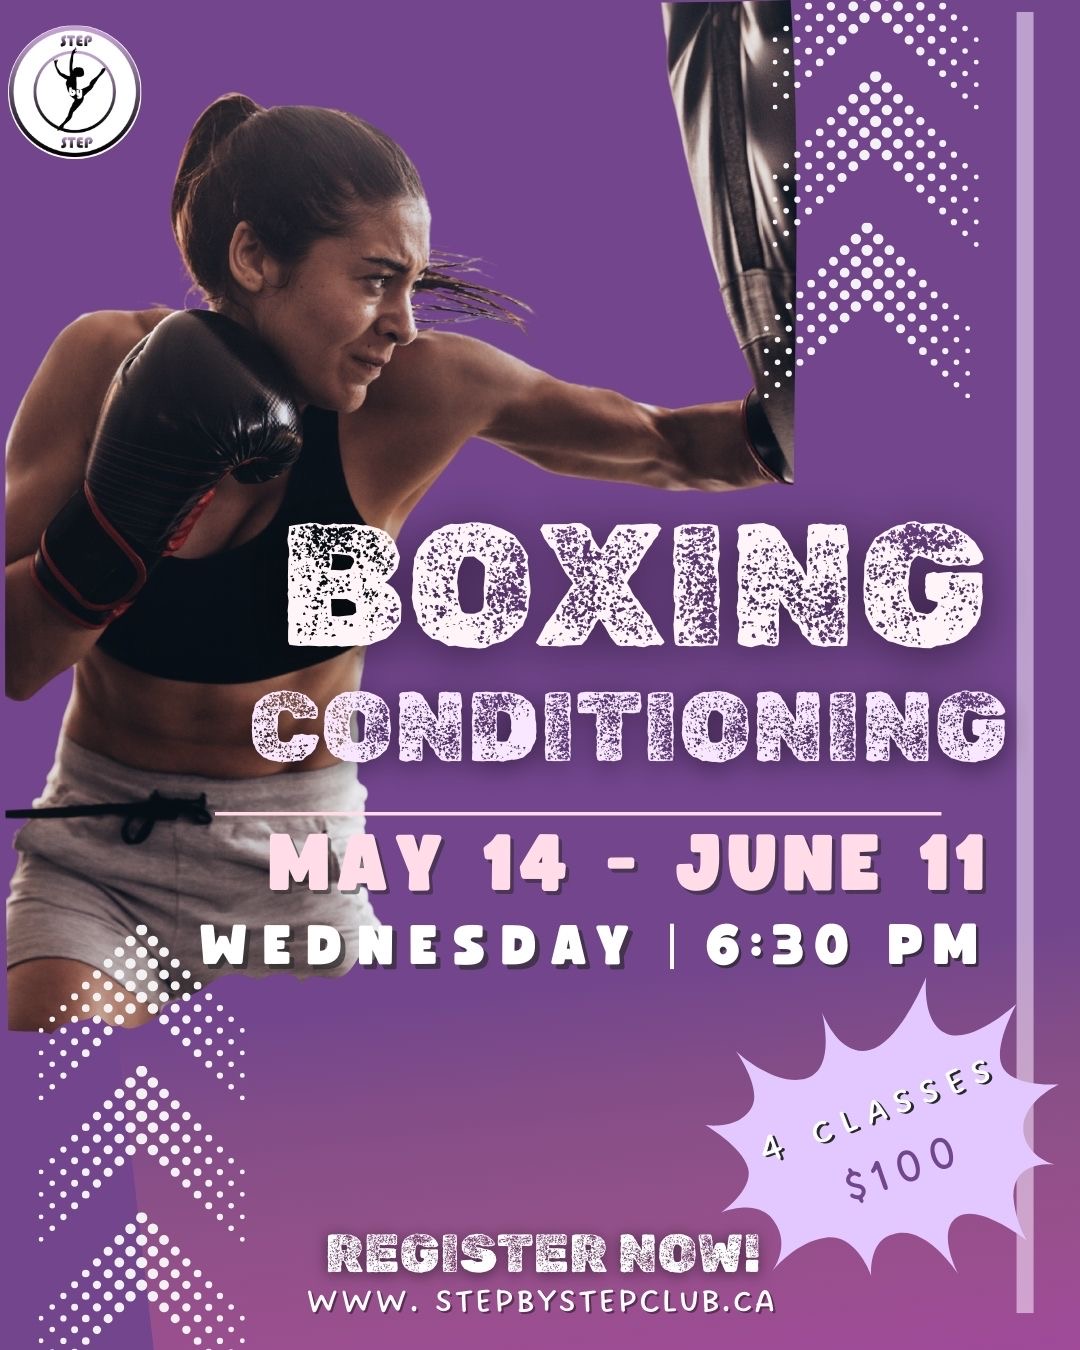 STEP
by
STEP
BOXING
CONDITIONING
MAY 14 - JUNE 11
WEDNESDAY | 6:30 PM
4 CLASSES
$100
REGISTER NOW!
WWW. STEPBYSTEPCLUB.CA